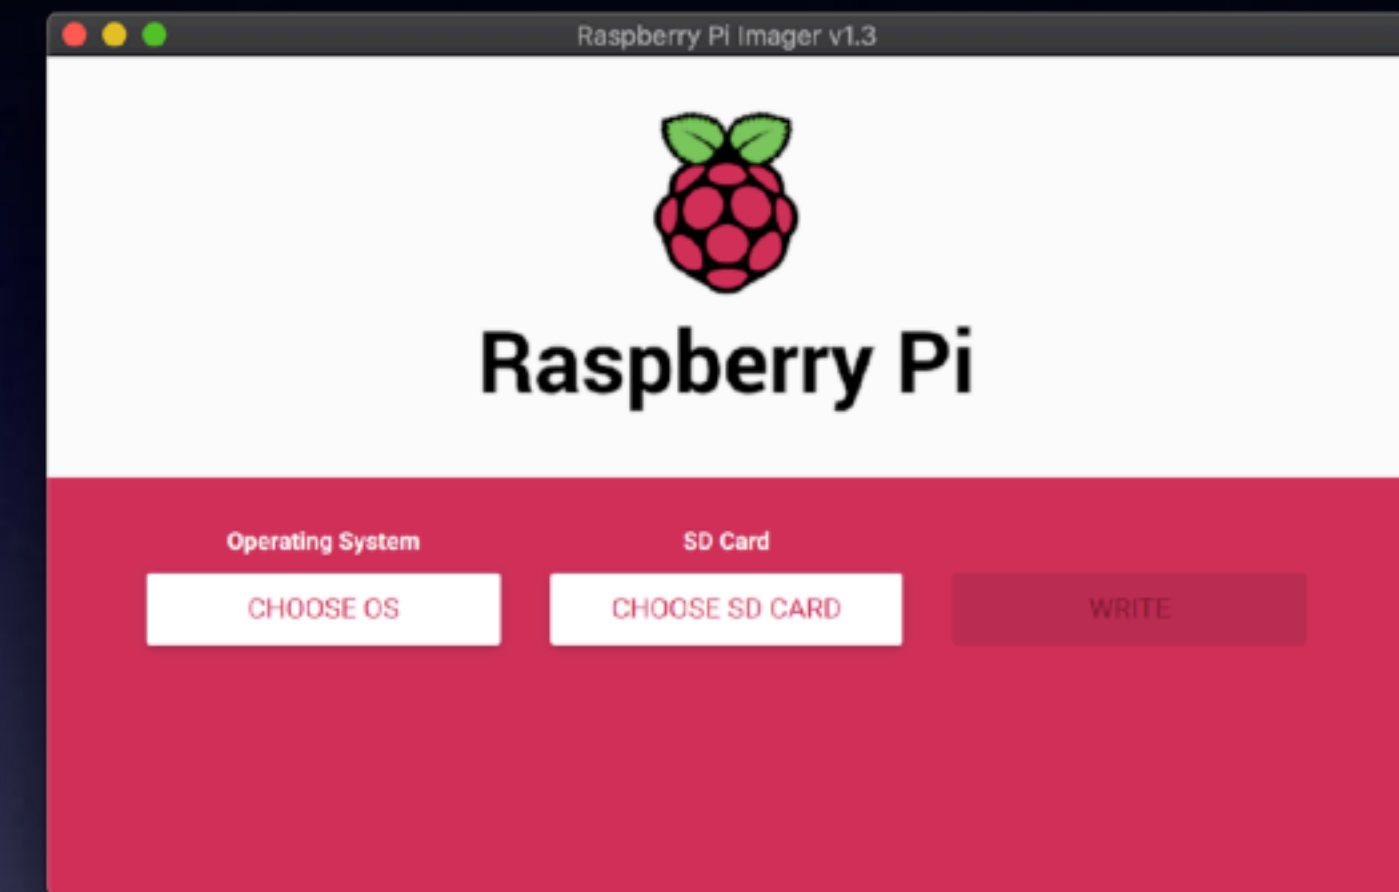 Raspberry Pi Imager v1.3
Raspberry Pi
Operating System
SD Card
CHOOSE OS
CHOOSE SD CARD
WRITE